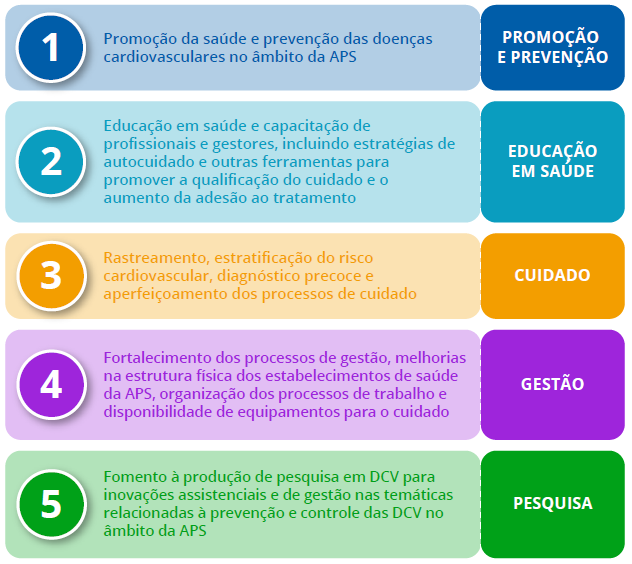 1
Promoção da saúde e prevenção das doenças
cardiovasculares no âmbito da APS
PROMOÇÃO
E PREVENÇÃO
2
Educação em saúde e capacitação de
profissionais e gestores, incluindo estratégias de
autocuidado e outras ferramentas para
promover a qualificação do cuidado e o
aumento da adesão ao tratamento
EDUCAÇÃO
EM SAÚDE
3
Rastreamento, estratificação do risco
cardiovascular, diagnóstico precoce e
aperfeiçoamento dos processos de cuidado
CUIDADO
4
Fortalecimento dos processos de gestão, melhorias
na estrutura física dos estabelecimentos de saúde
da APS, organização dos processos de trabalho e
disponibilidade de equipamentos para o cuidado
GESTÃO
5
Fomento à produção de pesquisa em DCV para
inovações assistenciais e de gestão nas temáticas
relacionadas à prevenção e controle das DCV no
âmbito da APS
PESQUISA